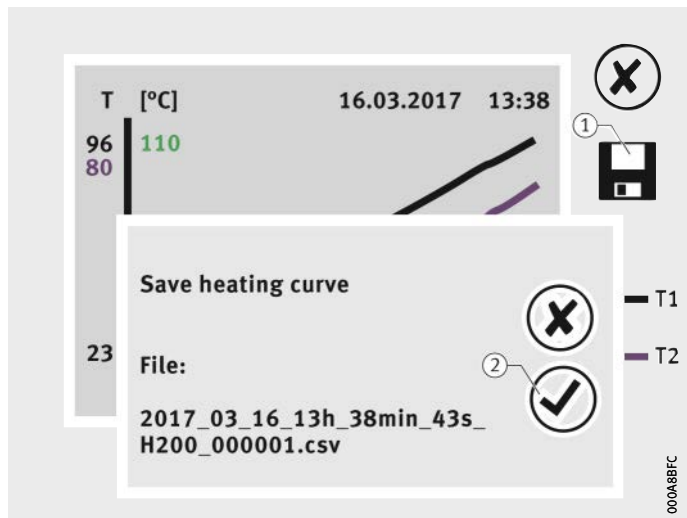 T [°C] 16.03.2017 13:38
96 110
80
1
Save heating curve
T1
23
File:
2
T2
2017_03_16_13h_38min_43s_
H200_000001.csv
000A8BFC